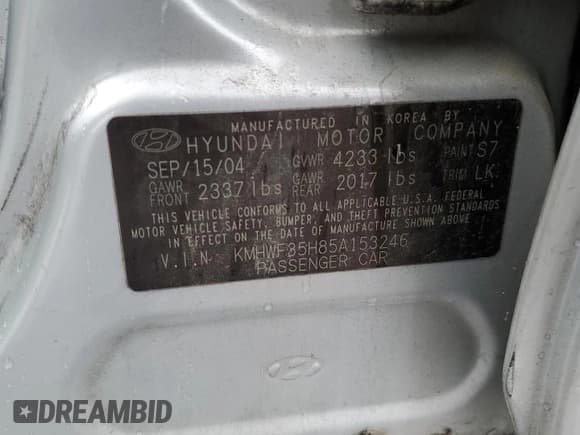 MANUFACTURED IN KOREA BY
HYUNDAI MOTOR COMPANY
SEP/15/04 GVWR 4233 lbs PAINT S7
GAWR FRONT 2337 lbs GAWR REAR 2017 lbs TRIM LK
THIS VEHICLE CONFORMS TO ALL APPLICABLE U.S.A. FEDERAL
MOTOR VEHICLE SAFETY, BUMPER, AND THEFT PREVENTION STANDARDS
IN EFFECT ON THE DATE OF MANUFACTURE SHOWN ABOVE.
V.I.N. KMHWF35H85A153246
PASSENGER CAR
DREAMBID